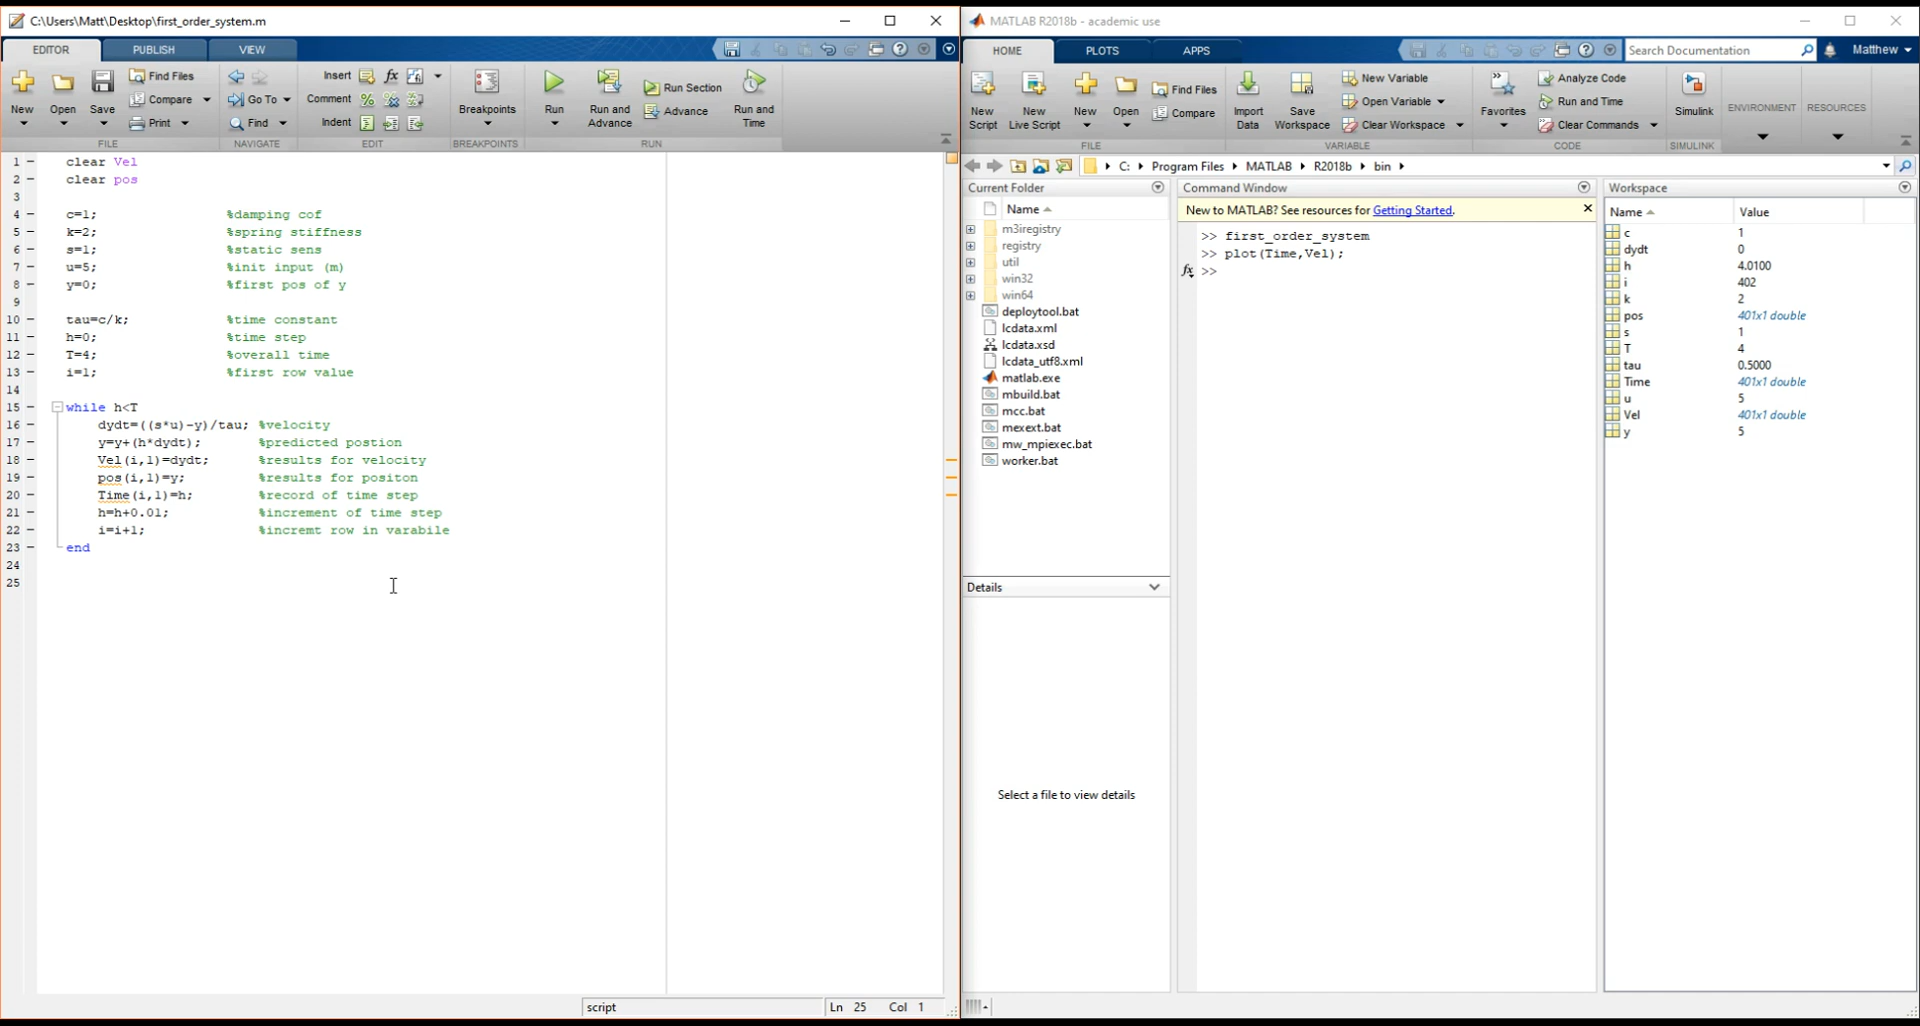 C:\Users\Matt\Desktop\first_order_system.m
EDITOR PUBLISH VIEW
New Open Save
Find Files
Compare
Print
Go To
Find
Insert
Comment
Indent
Breakpoints
Run
Run and Advance
Run Section
Advance
Run and Time
FILE NAVIGATE EDIT BREAKPOINTS RUN
1 clear Vel
2 clear pos
3
4 c=1; %damping cof
5 k=2; %spring stiffness
6 s=1; %static sens
7 u=5; %init input (m)
8 y=0; %first pos of y
9
10 tau=c/k; %time constant
11 h=0; %time step
12 T=4; %overall time
13 i=1; %first row value
14
15 while h<T
16 dydt=((s*u)-y)/tau; %velocity
17 y=y+(h*dydt); %predicted postion
18 Vel(i,1)=dydt; %results for velocity
19 pos(i,1)=y; %results for positon
20 Time(i,1)=h; %record of time step
21 h=h+0.01; %increment of time step
22 i=i+1; %incremt row in varabile
23 end
24
25
script Ln 25 Col 1
MATLAB R2018b - academic use
HOME PLOTS APPS
Search Documentation
Matthew
New Script
New Live Script
New
Open
Find Files
Compare
Import Data
Save Workspace
New Variable
Open Variable
Clear Workspace
Favorites
Analyze Code
Run and Time
Clear Commands
Simulink
ENVIRONMENT
RESOURCES
FILE VARIABLE CODE SIMULINK
C: Program Files MATLAB R2018b bin
Current Folder
Name
m3iregistry
registry
util
win32
win64
deploytool.bat
lcdata.xml
lcdata.xsd
lcdata_utf8.xml
matlab.exe
mbuild.bat
mcc.bat
mexext.bat
mw_mpiexec.bat
worker.bat
Details
Select a file to view details
Command Window
New to MATLAB? See resources for Getting Started.
>> first_order_system
>> plot(Time,Vel);
fx >>
Workspace
Name Value
c 1
dydt 0
h 4.0100
i 402
k 2
pos 401x1 double
s 1
T 4
tau 0.5000
Time 401x1 double
u 5
Vel 401x1 double
y 5